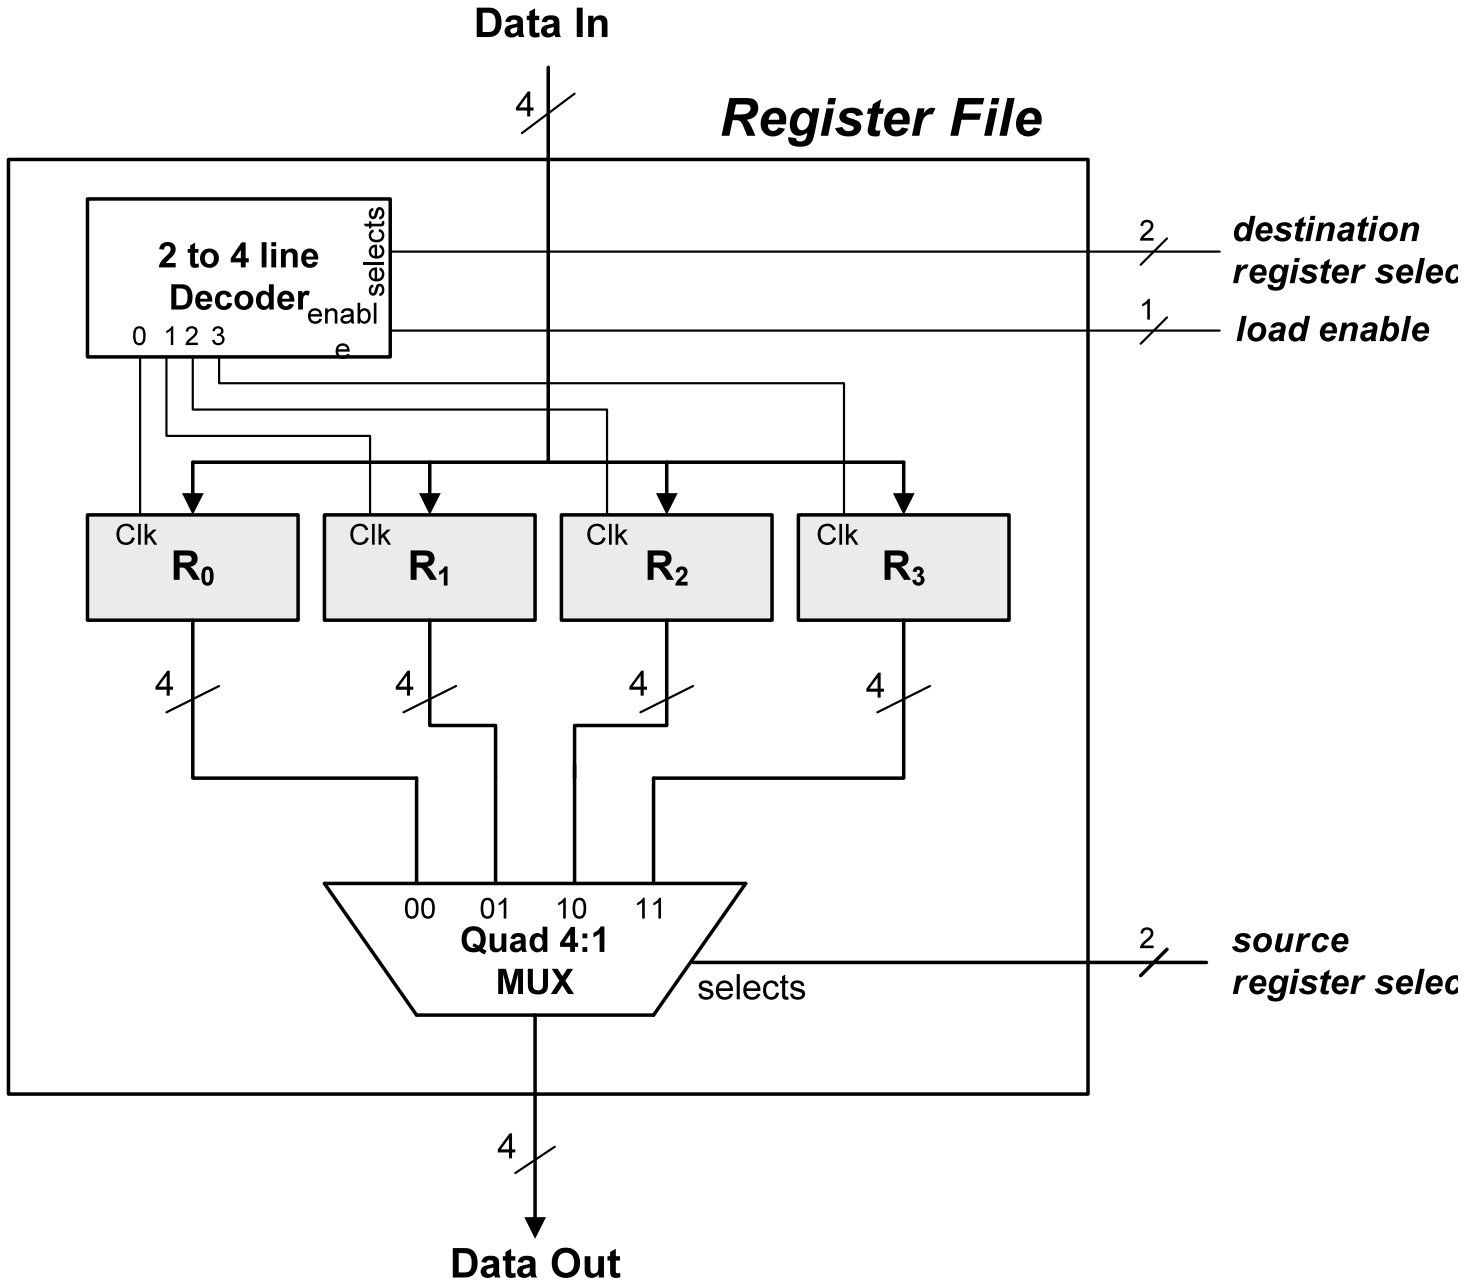 Data In
4
Register File
2 to 4 line
Decoder
selects
enabl
e
0 1 2 3
2
destination
register selec
1
load enable
Clk
R0
Clk
R1
Clk
R2
Clk
R3
4
4
4
4
00 01 10 11
Quad 4:1
MUX
selects
2
source
register selec
4
Data Out